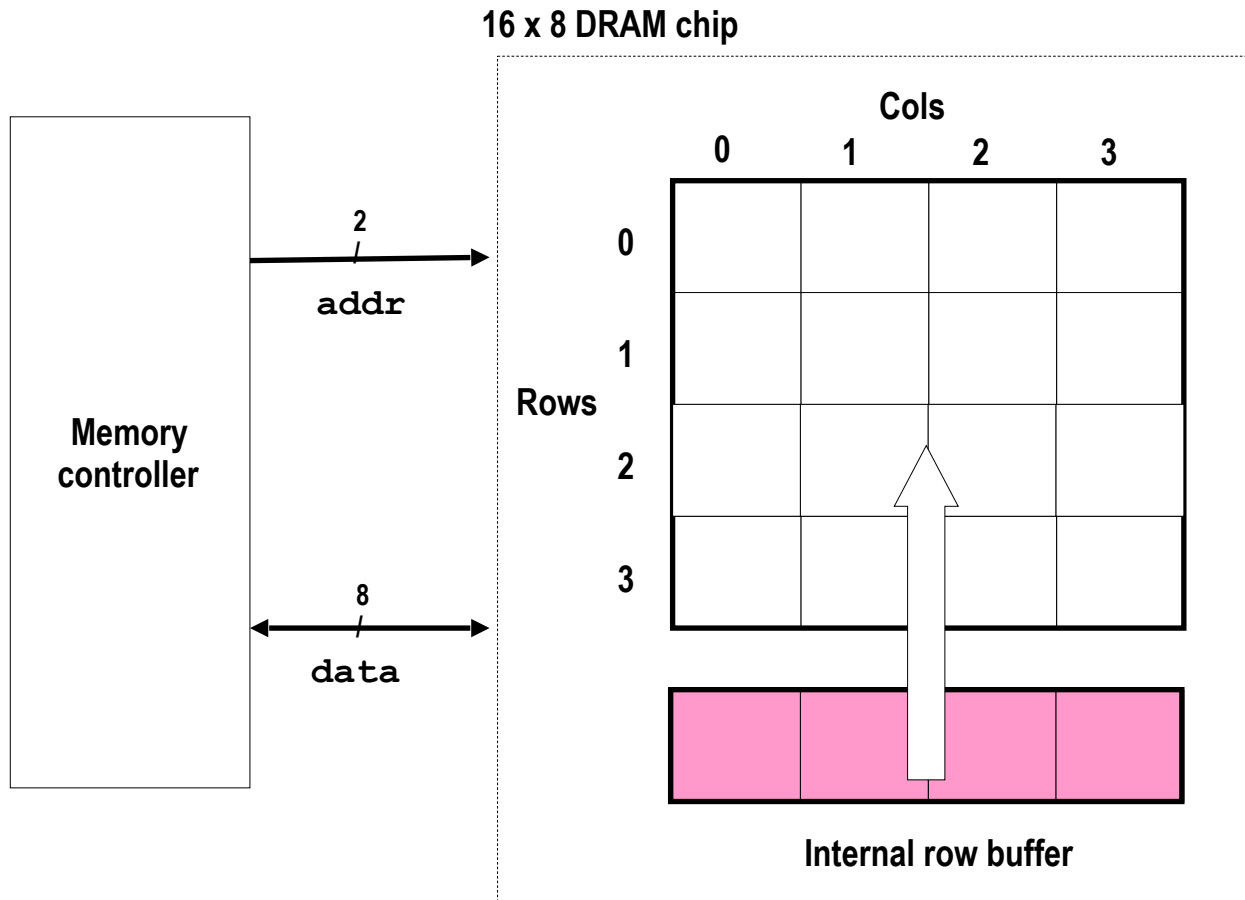 16 x 8 DRAM chip
Cols
0 1 2 3
2
addr
0
1
Rows
Memory
controller
2
3
8
data
Internal row buffer